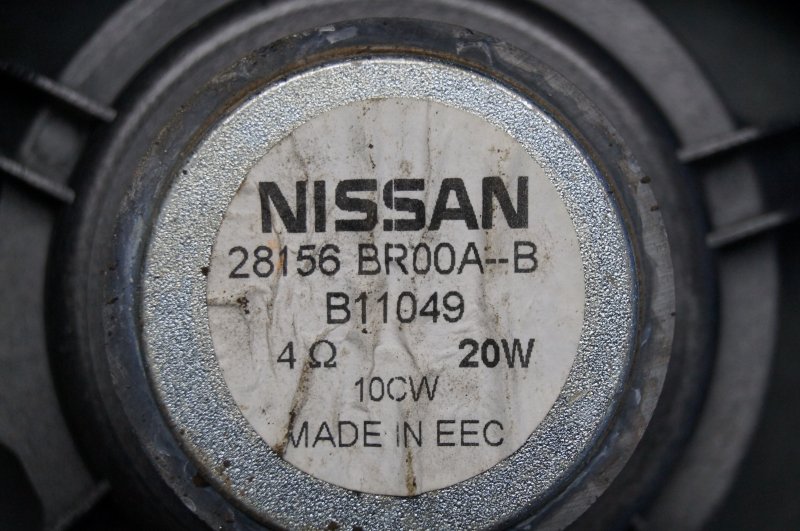 NISSAN
28156 BR00A--B
B11049
4 Ω 20W
10CW
MADE IN EEC